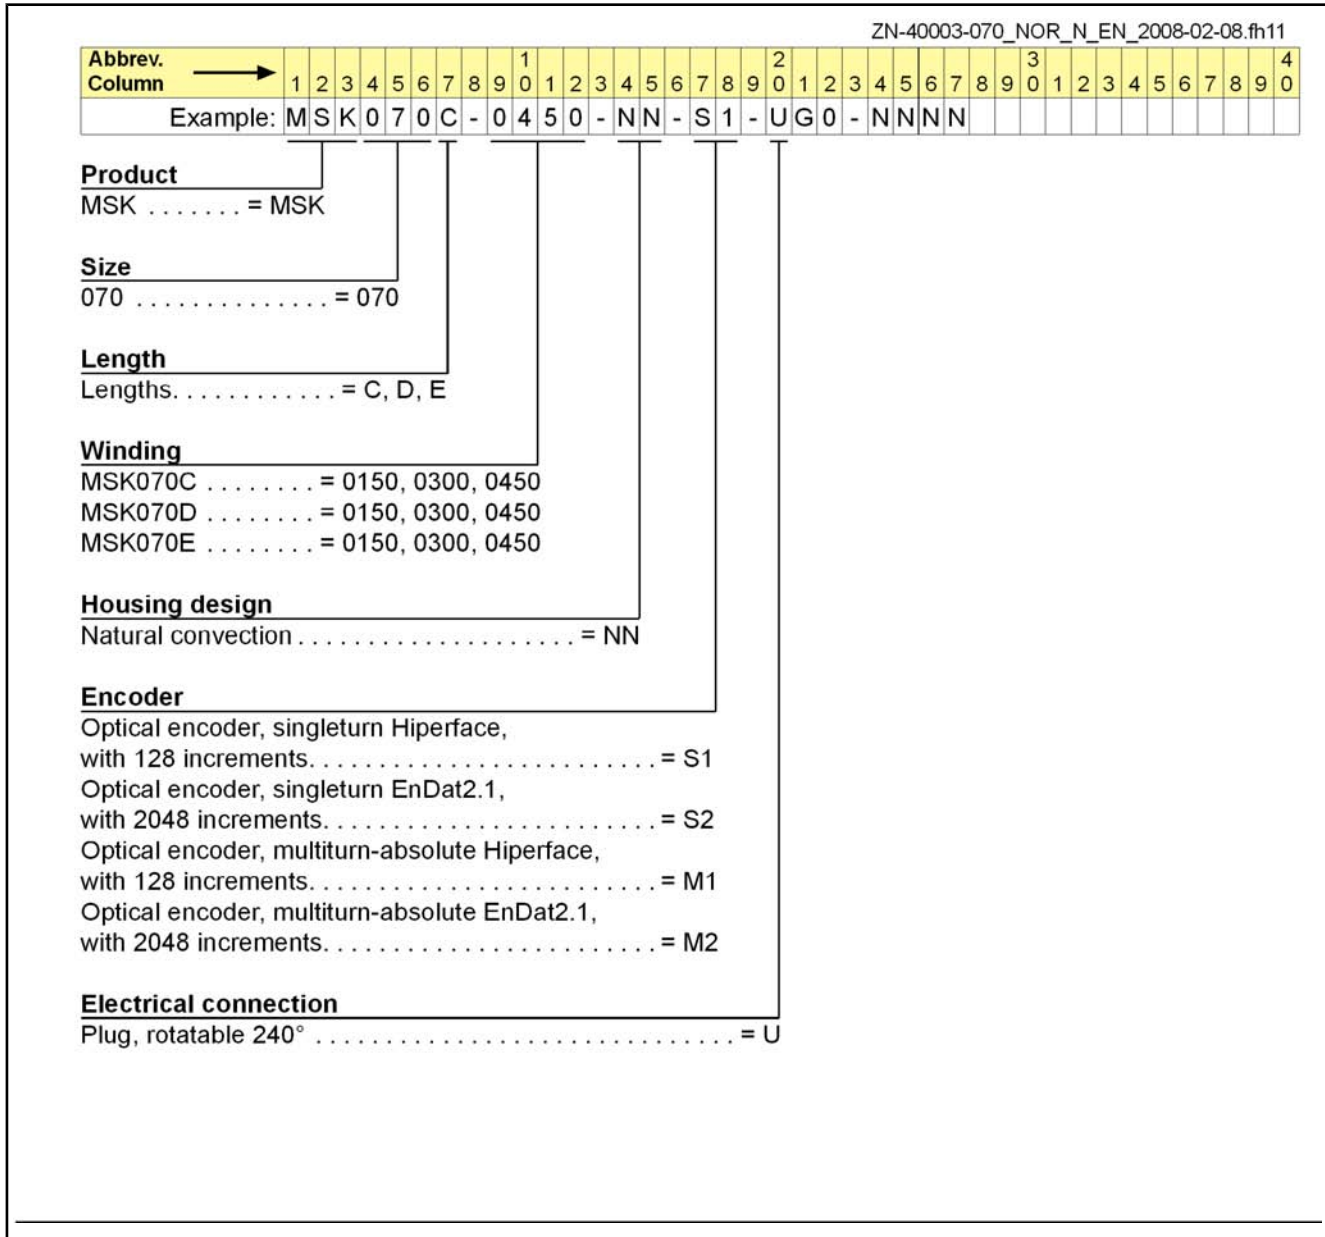 ZN-40003-070_NOR_N_EN_2008-02-08.fh11
Abbrev. 1 2 3 4
Column 1 2 3 4 5 6 7 8 9 0 1 2 3 4 5 6 7 8 9 0 1 2 3 4 5 6 7 8 9 0 1 2 3 4 5 6 7 8 9 0
Example: M S K 0 7 0 C - 0 4 5 0 - N N - S 1 - U G 0 - N N N N
Product
MSK . . . . . . . = MSK
Size
070 . . . . . . . . . . . . . . = 070
Length
Lengths. . . . . . . . . . . . = C, D, E
Winding
MSK070C . . . . . . . . = 0150, 0300, 0450
MSK070D . . . . . . . . = 0150, 0300, 0450
MSK070E . . . . . . . . = 0150, 0300, 0450
Housing design
Natural convection . . . . . . . . . . . . . . . . . . . . = NN
Encoder
Optical encoder, singleturn Hiperface,
with 128 increments. . . . . . . . . . . . . . . . . . . . . . . . . = S1
Optical encoder, singleturn EnDat2.1,
with 2048 increments. . . . . . . . . . . . . . . . . . . . . . . . = S2
Optical encoder, multiturn-absolute Hiperface,
with 128 increments. . . . . . . . . . . . . . . . . . . . . . . . . = M1
Optical encoder, multiturn-absolute EnDat2.1,
with 2048 increments. . . . . . . . . . . . . . . . . . . . . . . . = M2
Electrical connection
Plug, rotatable 240° . . . . . . . . . . . . . . . . . . . . . . . . . . . . . . = U